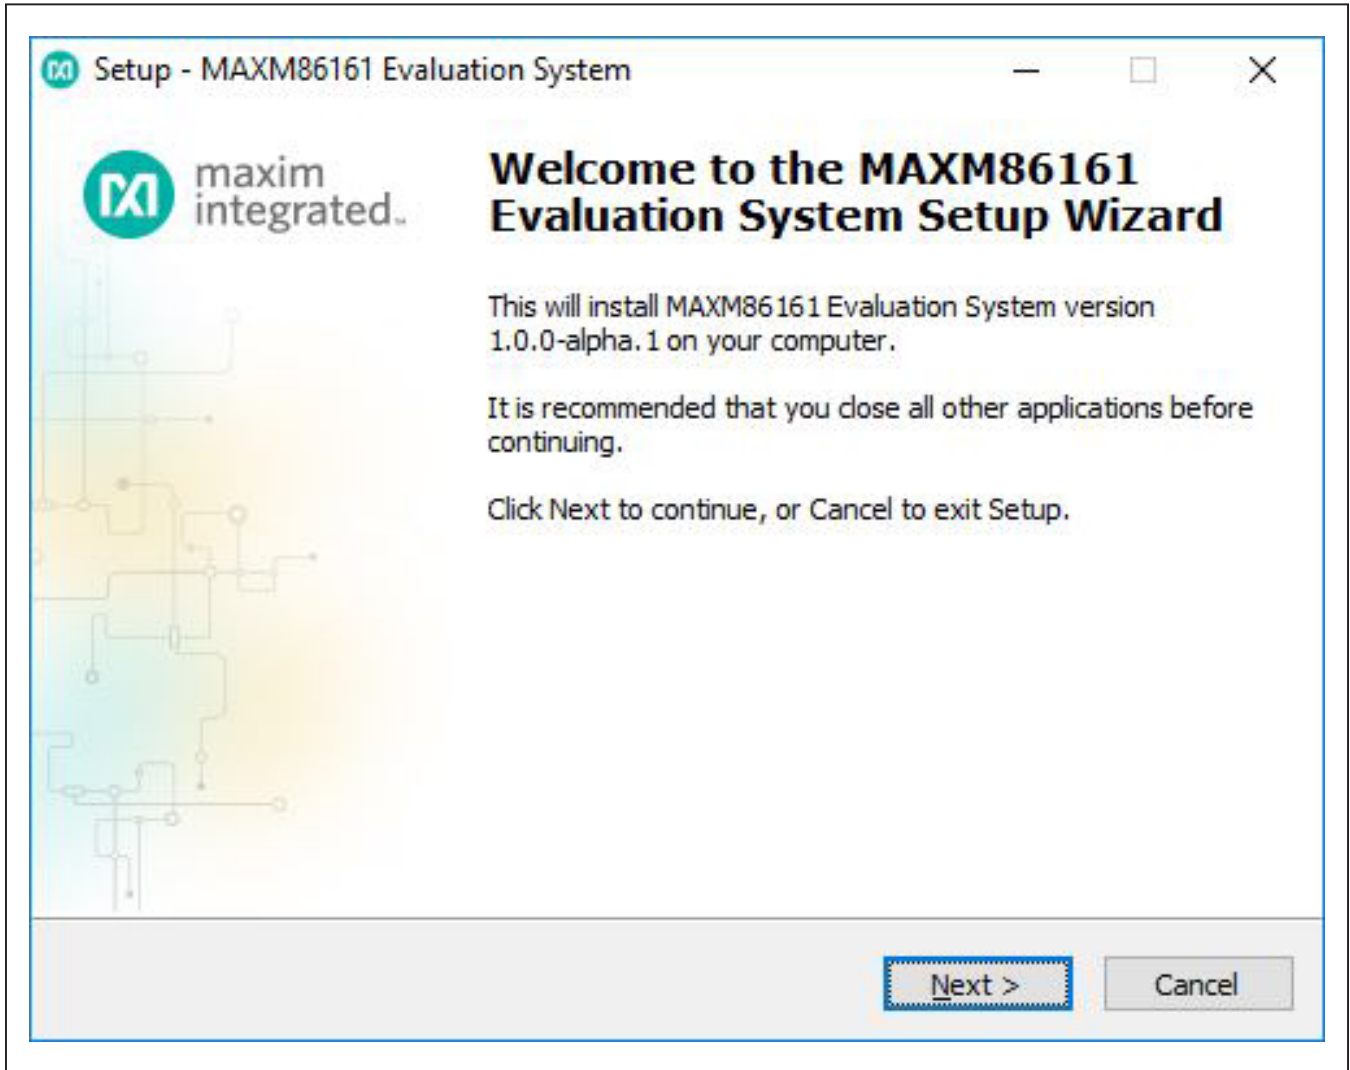 Setup - MAXM86161 Evaluation System
maxim
integrated™
Welcome to the MAXM86161
Evaluation System Setup Wizard
This will install MAXM86161 Evaluation System version
1.0.0-alpha.1 on your computer.
It is recommended that you close all other applications before
continuing.
Click Next to continue, or Cancel to exit Setup.
Next >
Cancel